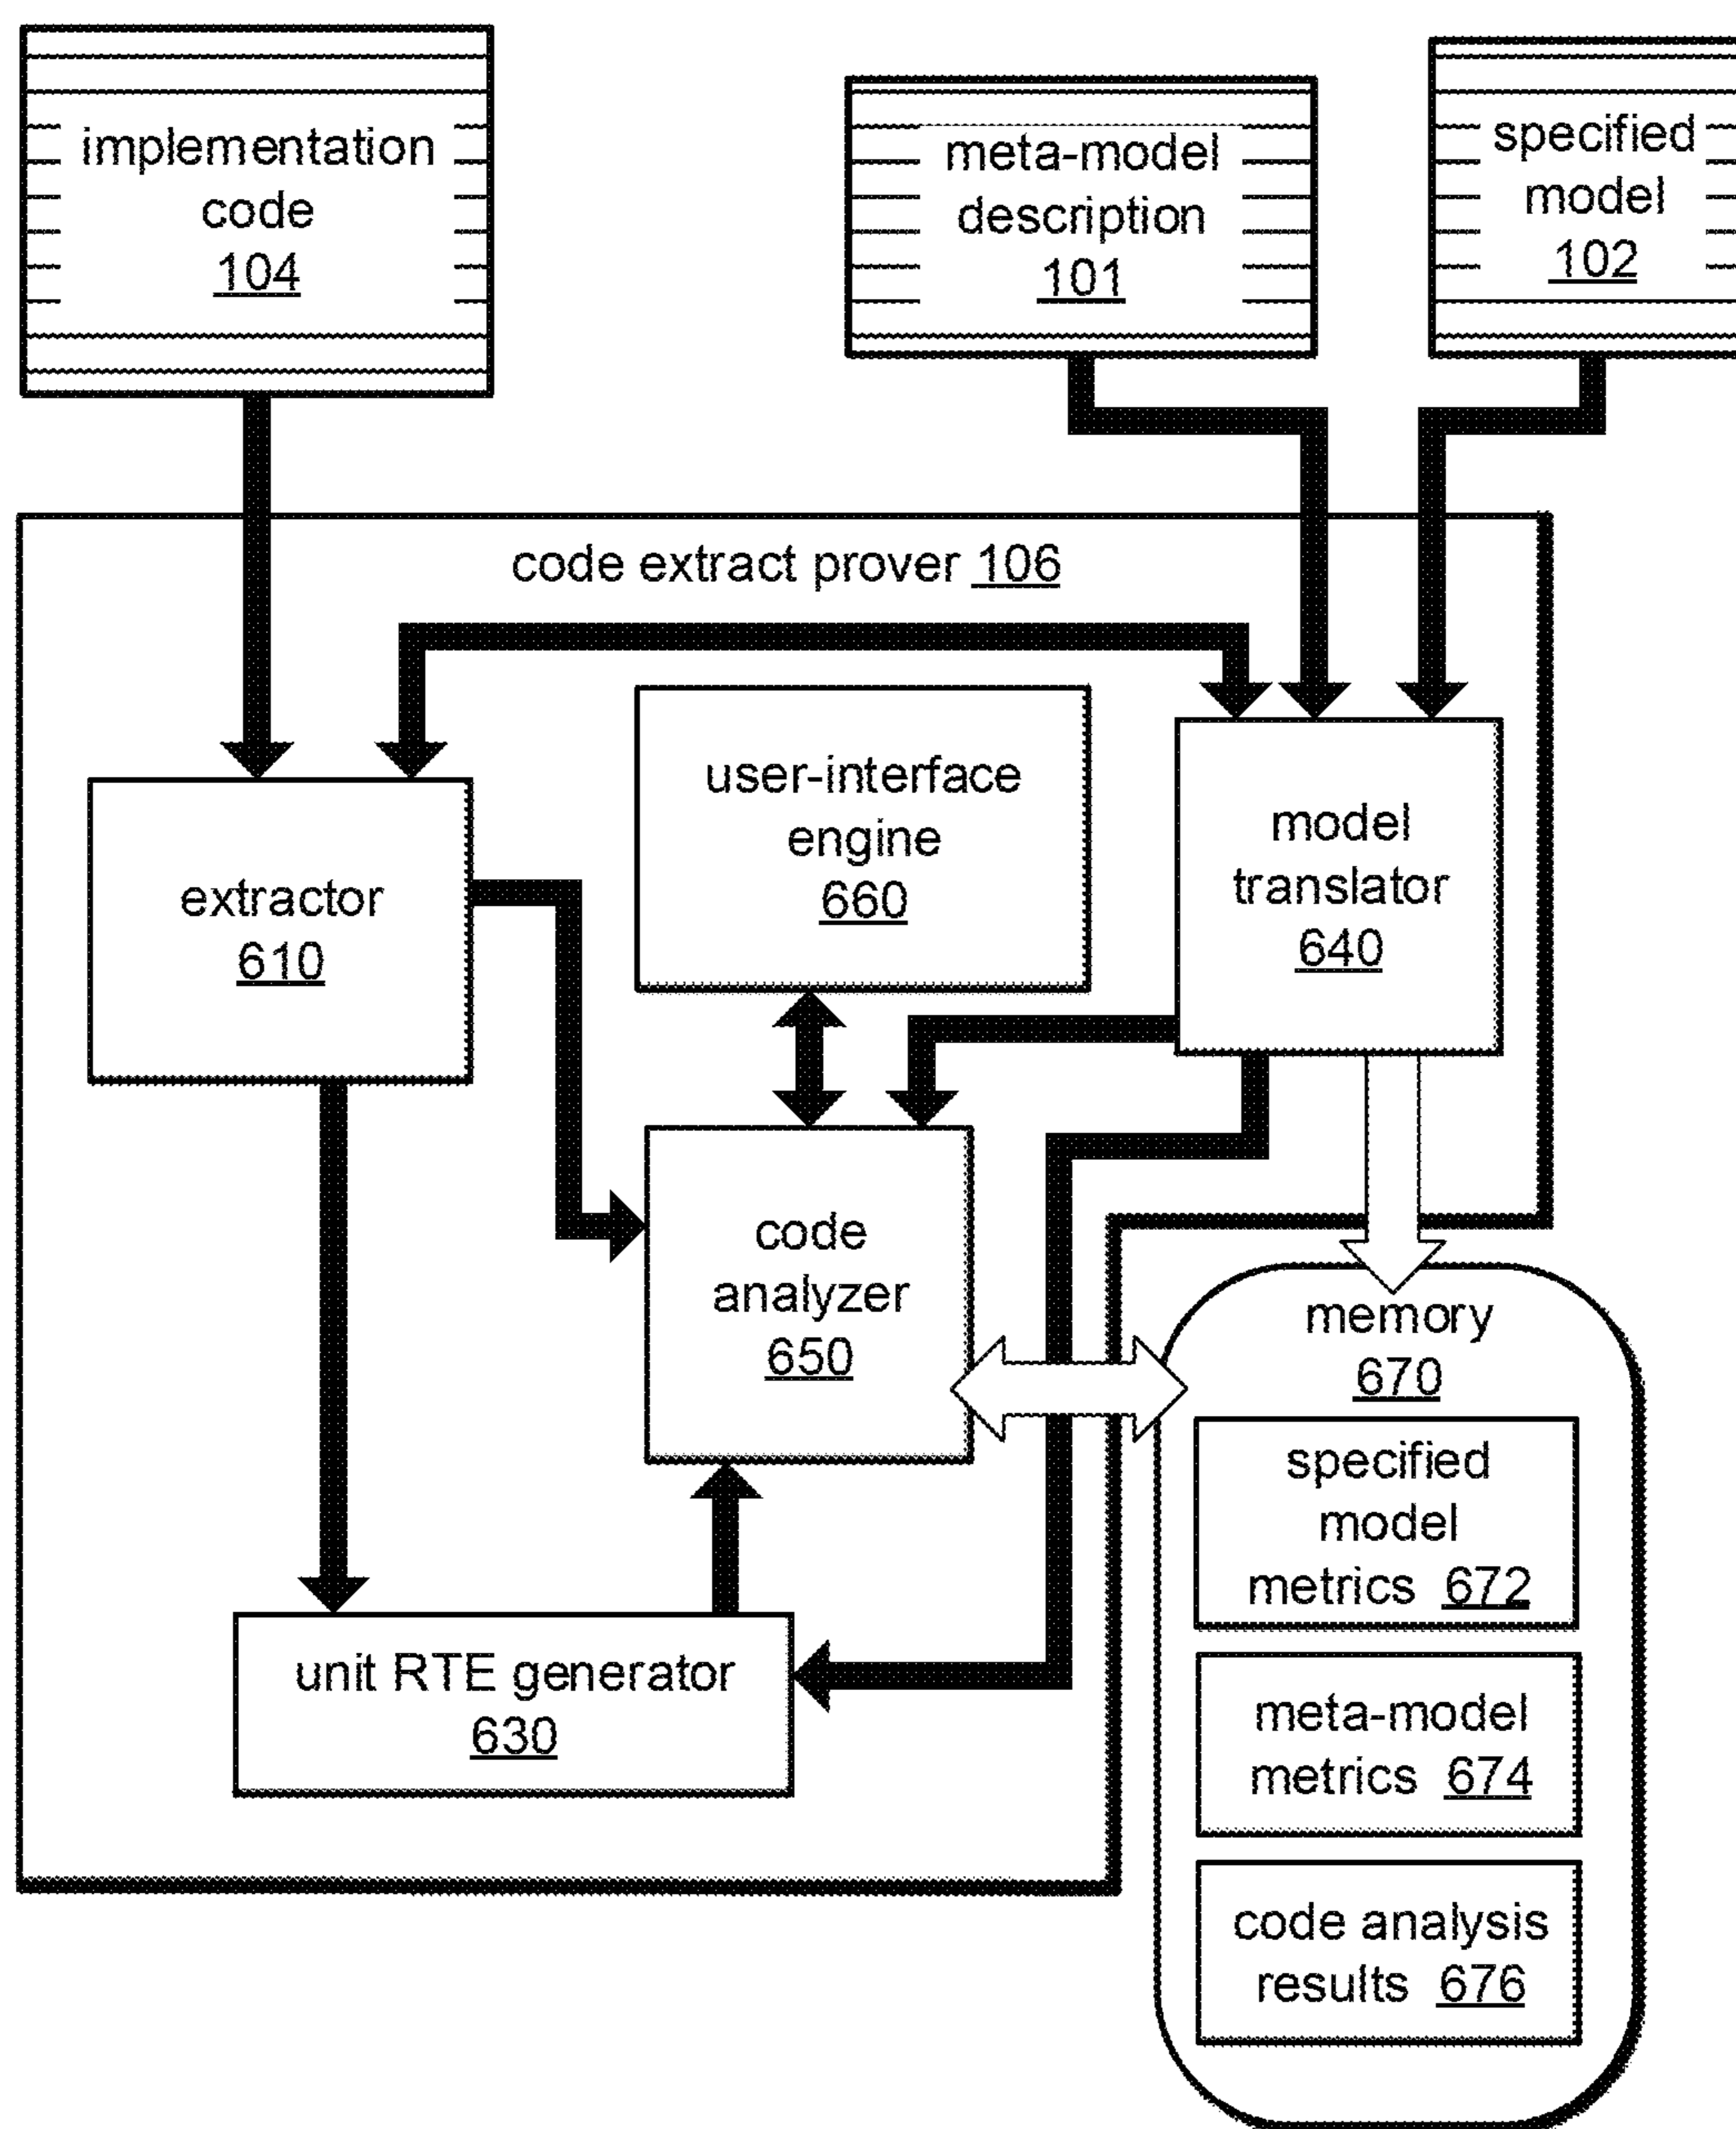 implementation
code
104
meta-model
description
101
specified
model
102
code extract prover 106
extractor
610
user-interface
engine
660
model
translator
640
code
analyzer
650
unit RTE generator
630
memory
670
specified
model
metrics 672
meta-model
metrics 674
code analysis
results 676